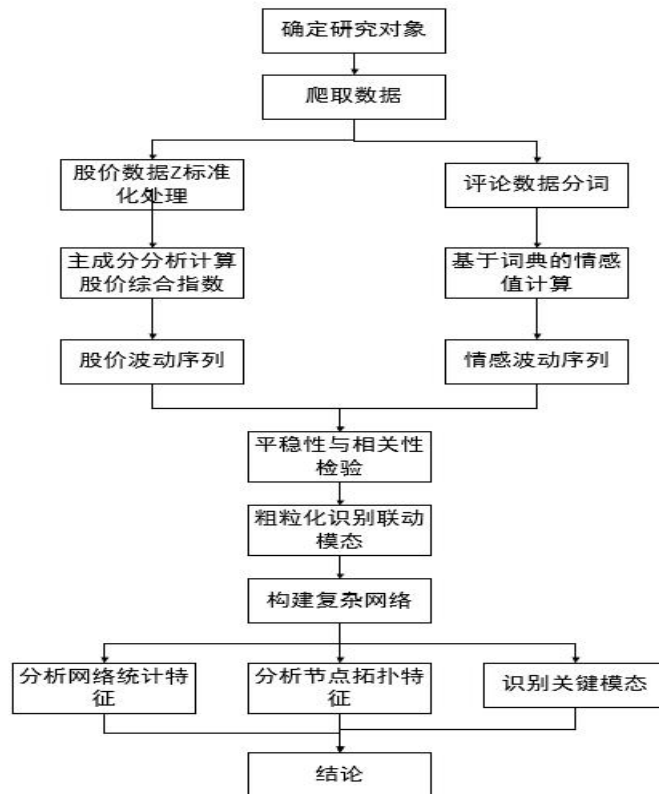 确定研究对象
爬取数据
股价数据Z标准
化处理
评论数据分词
主成分分析计算
股价综合指数
基于词典的情感
值计算
股价波动序列
情感波动序列
平稳性与相关性
检验
粗粒化识别联动
模态
构建复杂网络
分析网络统计特
征
分析节点拓扑特
征
识别关键模态
结论